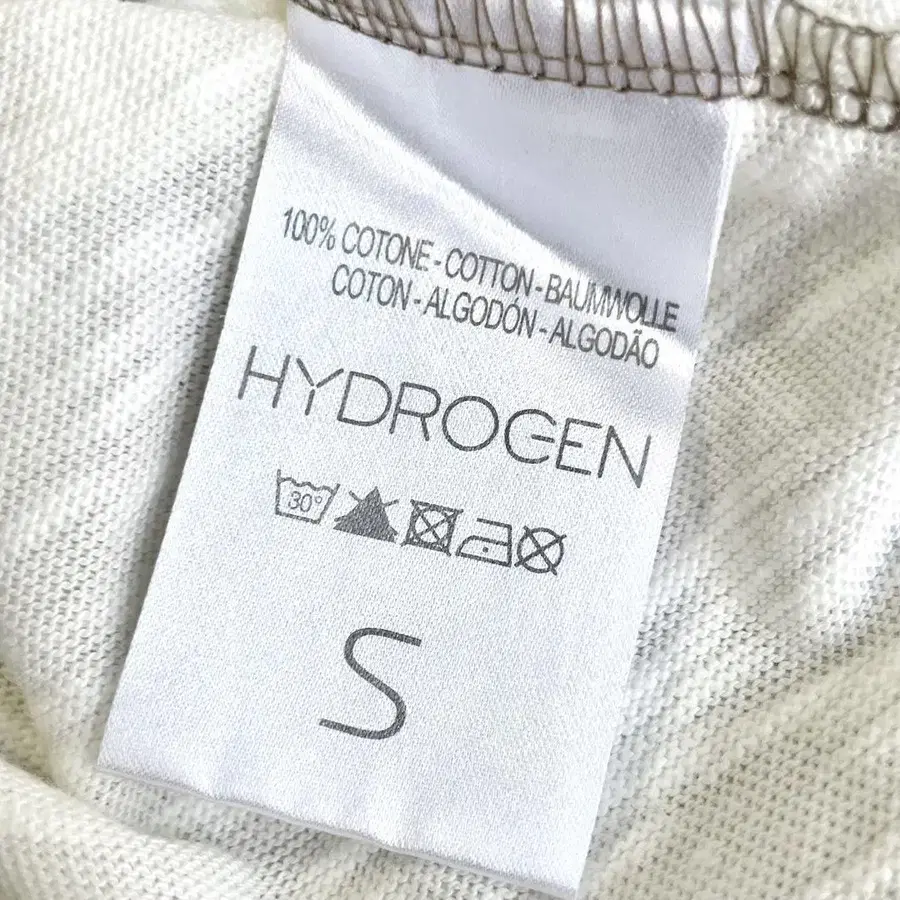 100% COTONE - COTTON - BAUMWOLLE
COTON - ALGODÓN - ALGODÃO
HYDROGEN
30°
S